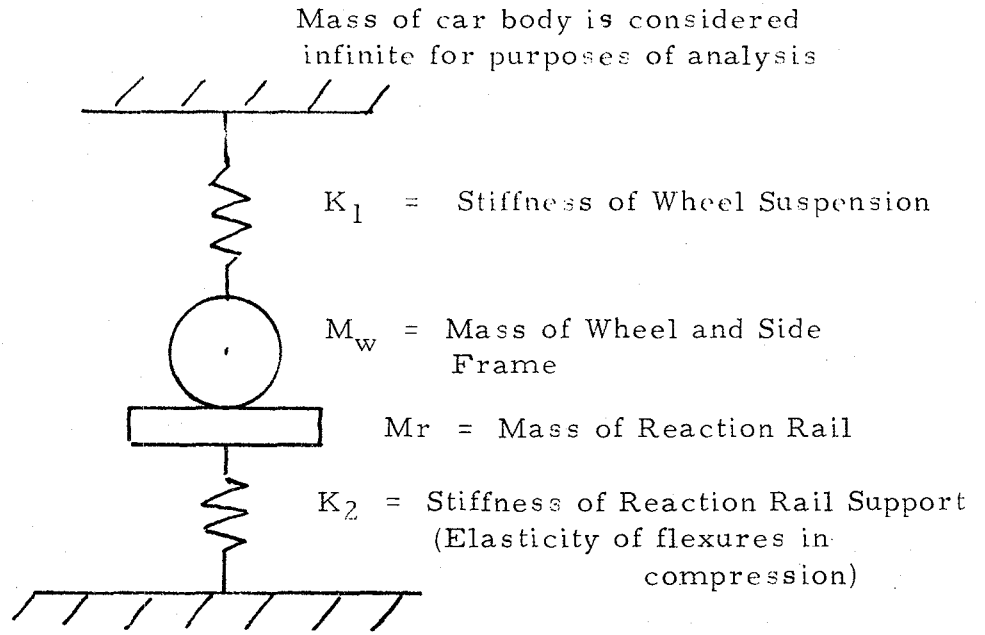 Mass of car body is considered
infinite for purposes of analysis
K1 = Stiffness of Wheel Suspension
Mw = Mass of Wheel and Side
Frame
Mr = Mass of Reaction Rail
K2 = Stiffness of Reaction Rail Support
(Elasticity of flexures in
compression)